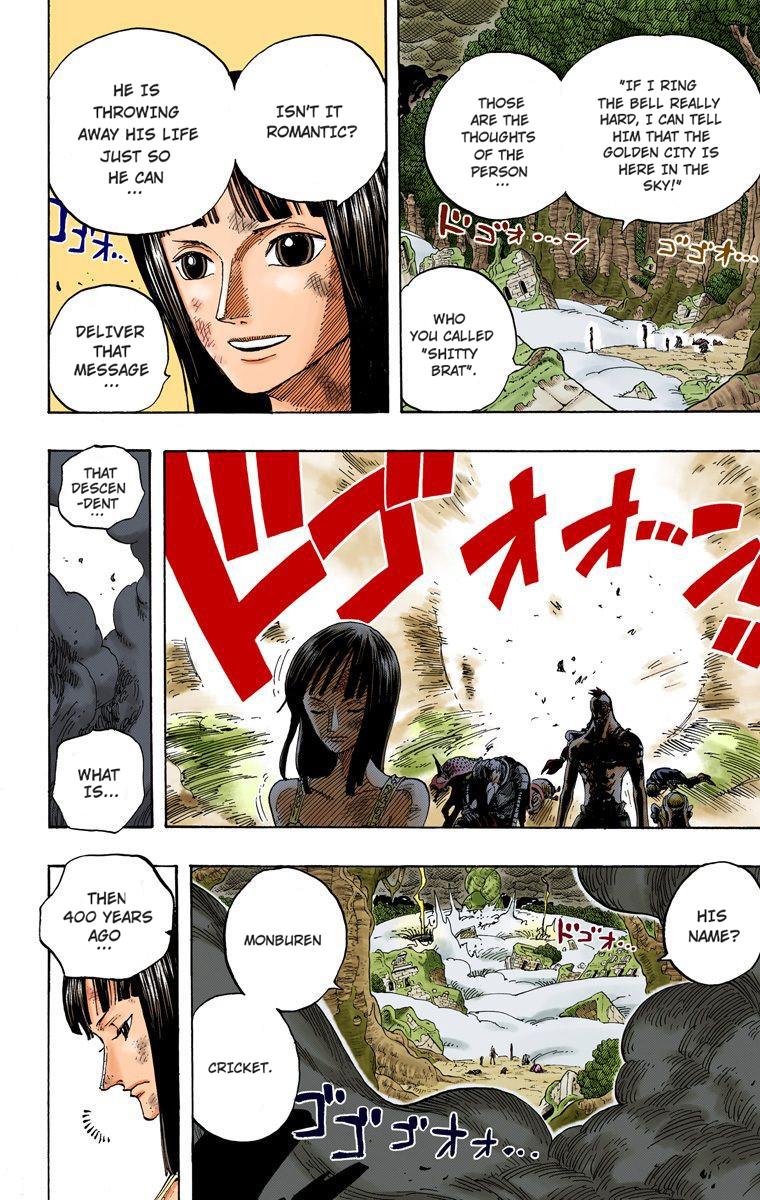 "IF I RING
THE BELL REALLY
HARD, I CAN TELL
HIM THAT THE
GOLDEN CITY IS
HERE IN THE
SKY!"
THOSE
ARE THE
THOUGHTS
OF THE
PERSON
...
ドゴォ...ン
ゴゴオォ...
WHO
YOU CALLED
"SHITTY
BRAT".
ISN'T IT
ROMANTIC?
HE IS
THROWING
AWAY HIS LIFE
JUST SO
HE CAN
...
ゴゴオォ...
DELIVER
THAT
MESSAGE
...
ドゴォオォ...ン!!
THAT
DESCEN
-DENT
...
WHAT
IS...
HIS
NAME?
ドゴォ...
MONBUREN
CRICKET.
ゴゴゴオォ...
THEN
400 YEARS
AGO
...